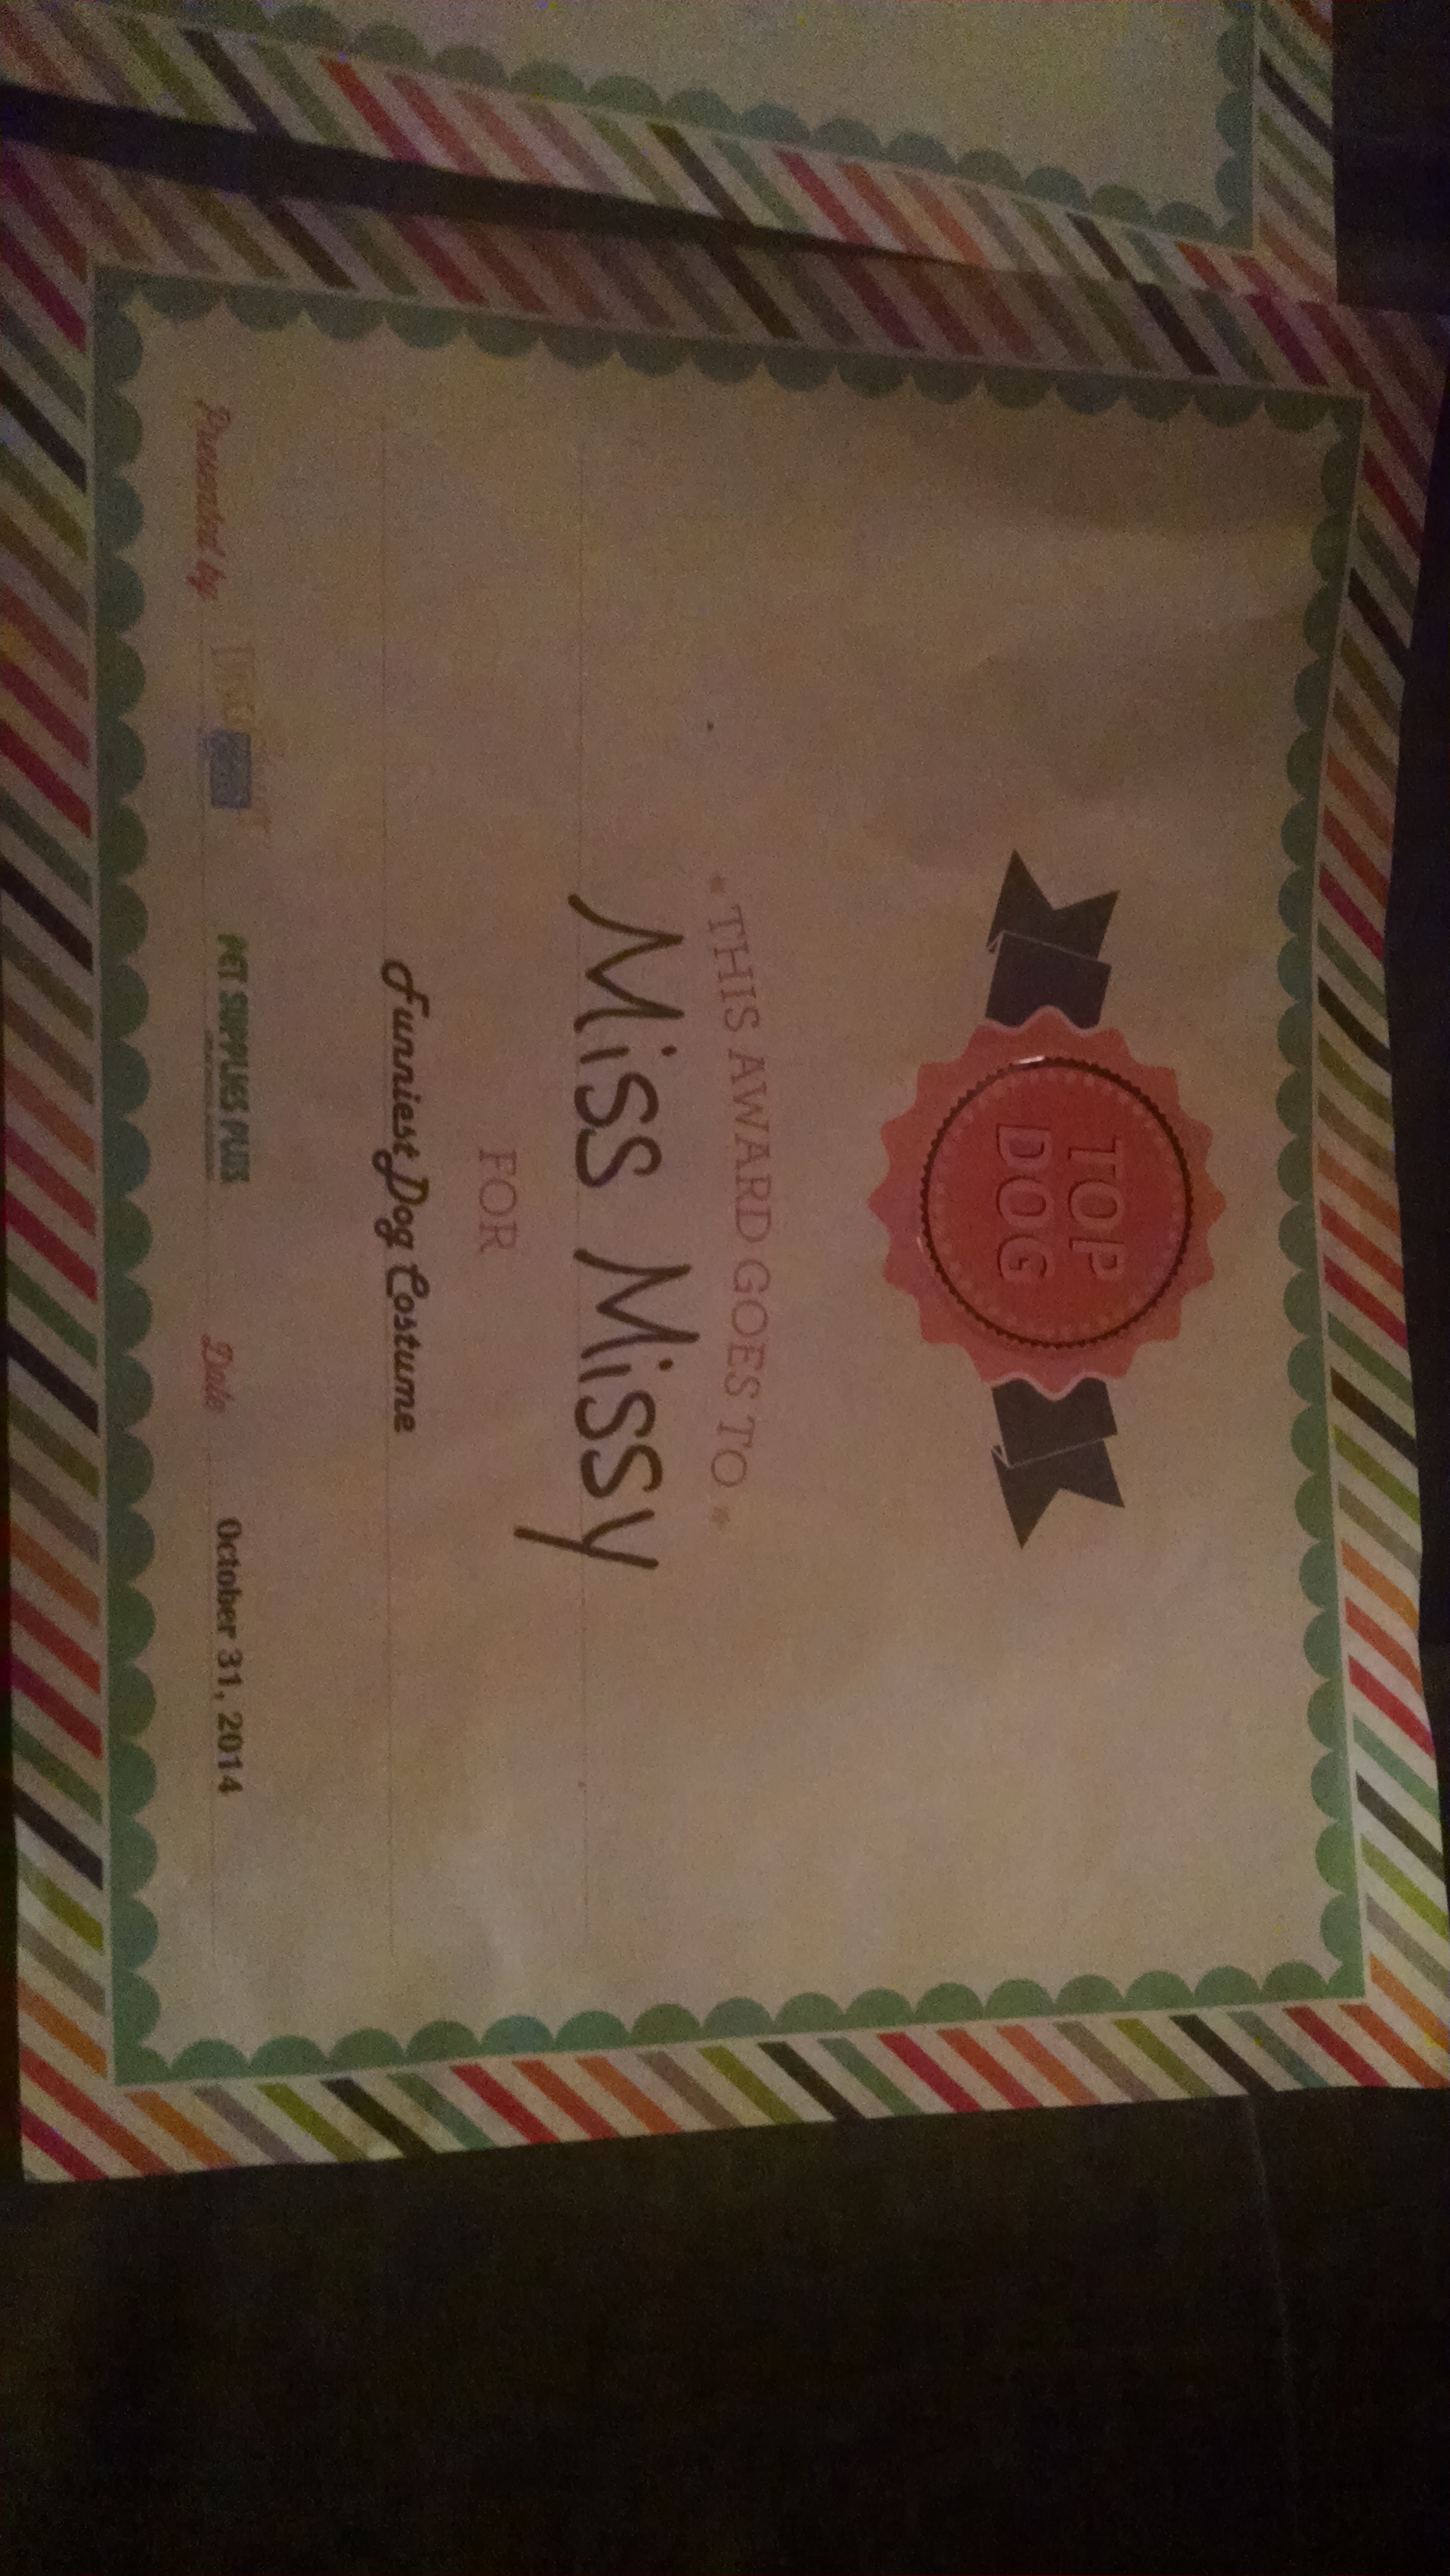 TOP
DOG
THIS AWARD GOES TO
Miss Missy
FOR
Funniest Dog Costume
Presented by PET SUPPLIES PLUS Date October 31, 2014